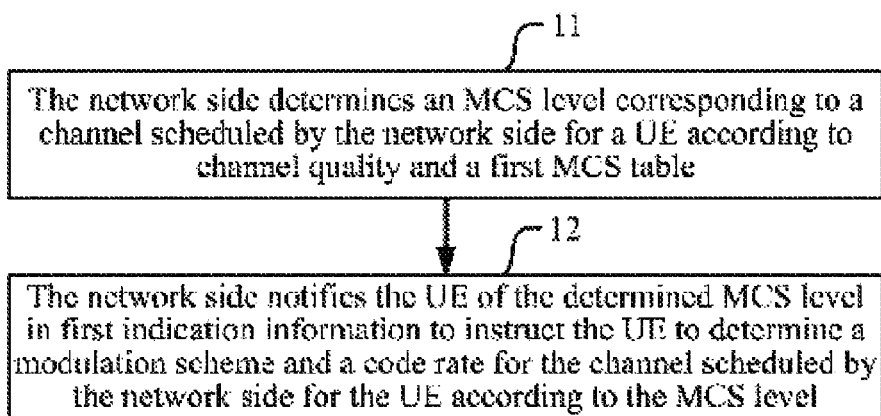 11
The network side determines an MCS level corresponding to a
channel scheduled by the network side for a UE according to
channel quality and a first MCS table
12
The network side notifies the UE of the determined MCS level
in first indication information to instruct the UE to determine a
modulation scheme and a code rate for the channel scheduled by
the network side for the UE according to the MCS level